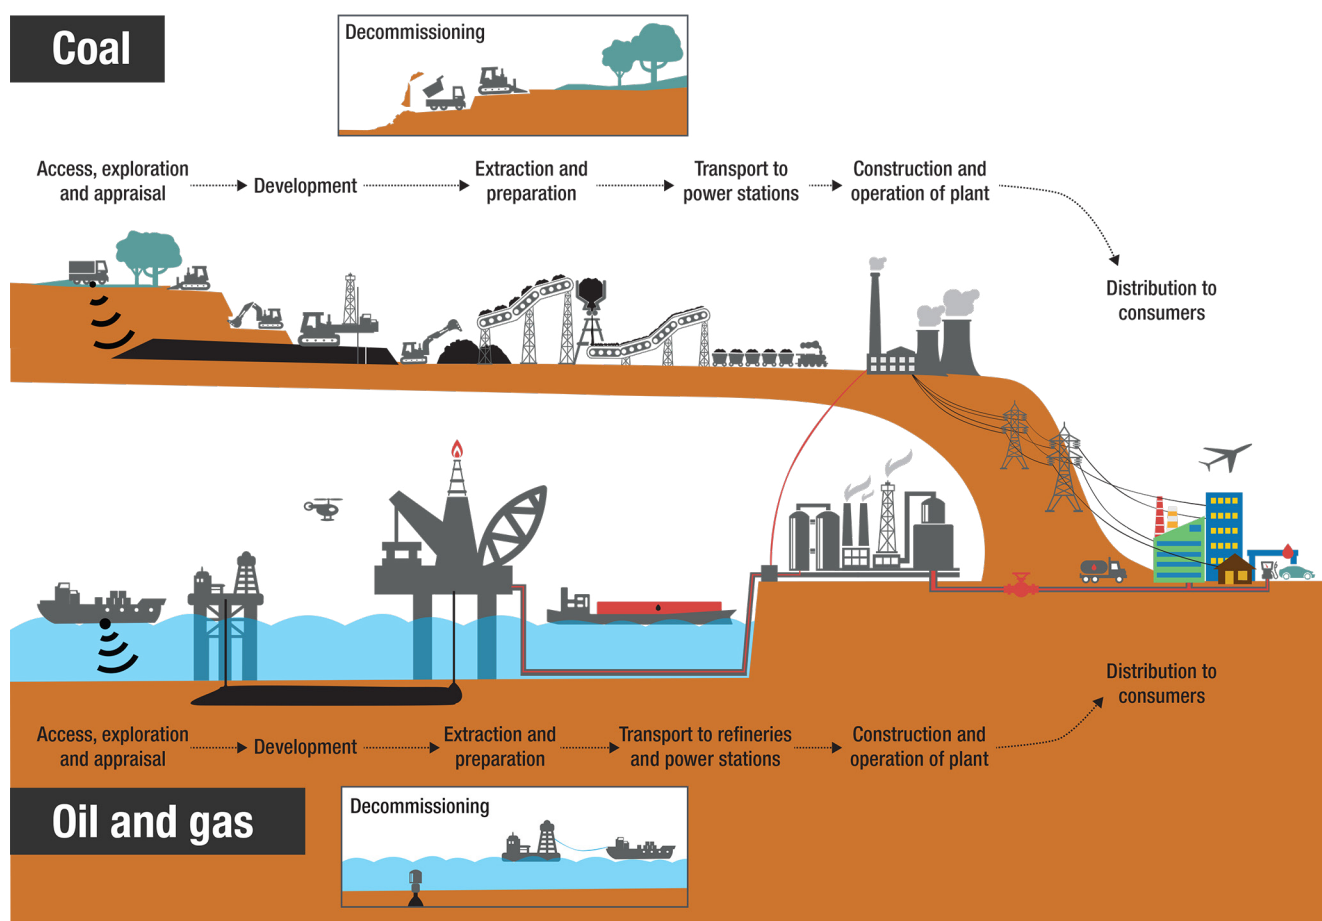 Coal
Decommissioning
Access, exploration
and appraisal
Development
Extraction and
preparation
Transport to
power stations
Construction and
operation of plant
Distribution to
consumers
Distribution to
consumers
Access, exploration
and appraisal
Development
Extraction and
preparation
Transport to refineries
and power stations
Construction and
operation of plant
Oil and gas
Decommissioning